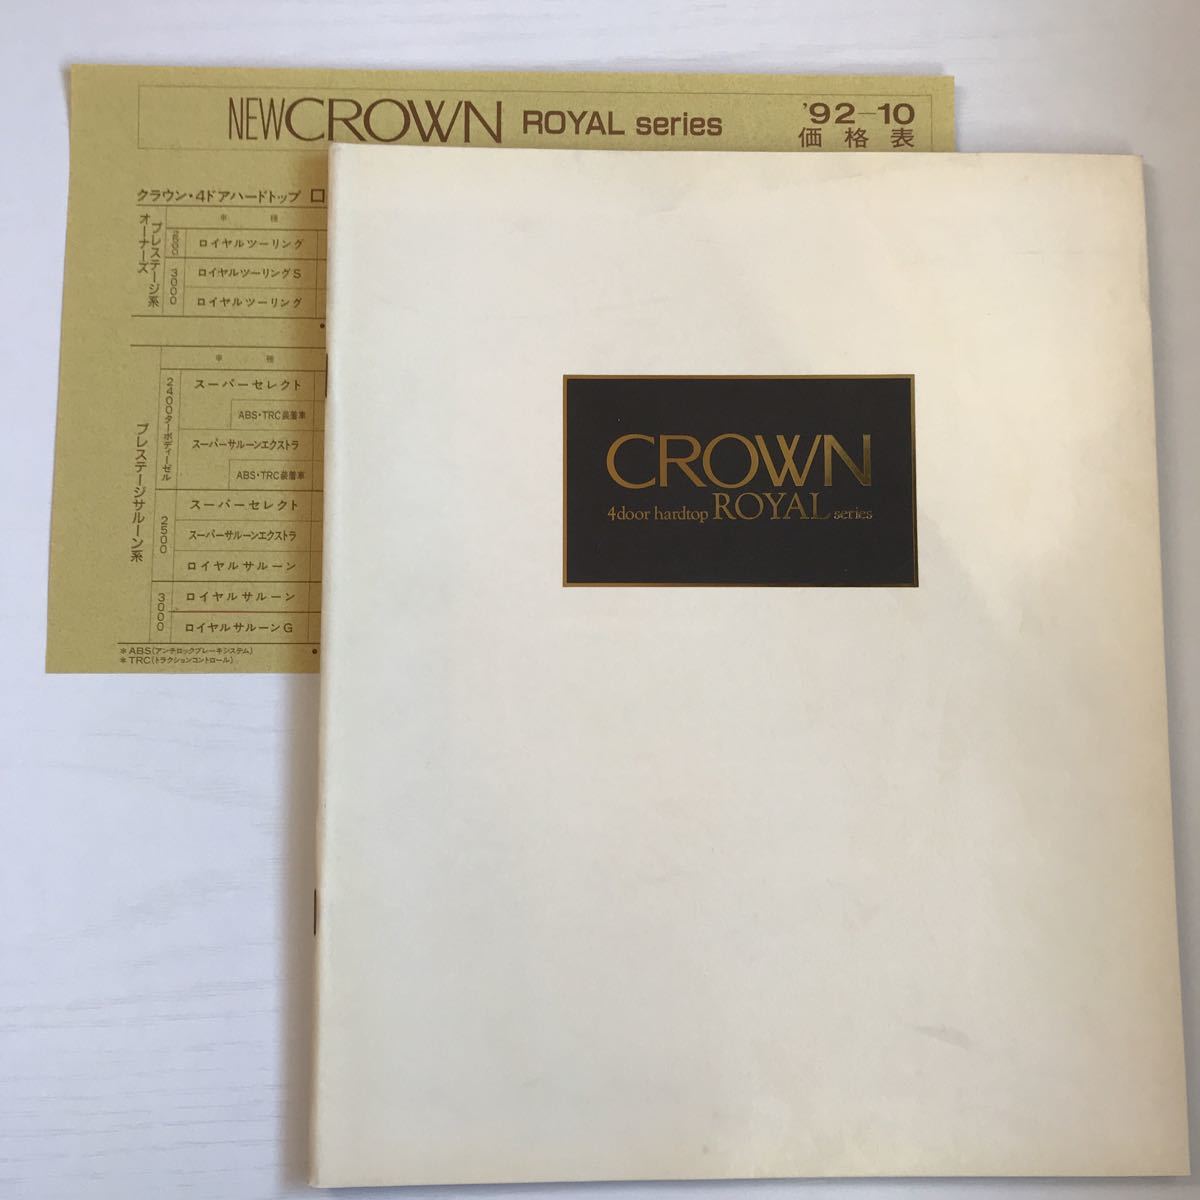 NEW CROWN ROYAL series
'92-10
価格表
クラウン・4ドアハードトップ ロ
車種
プレステージ系
オーナーズ
ロイヤルツーリング
3000
ロイヤルツーリングS
ロイヤルツーリング
車種
プレステージサルーン系
2400ターボディーゼル
スーパーセレクト
ABS・TRC装着車
スーパーサルーンエクストラ
ABS・TRC装着車
2500
スーパーセレクト
スーパーサルーンエクストラ
ロイヤルサルーン
3000
ロイヤルサルーン
ロイヤルサルーンG
*ABS(アンチロックブレーキシステム)
*TRC(トラクションコントロール)
CROWN
4door hardtop ROYAL series